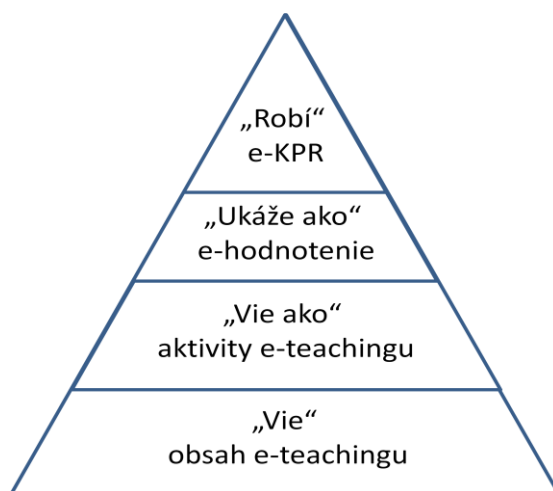 „Robí“
e-KPR
„Ukáže ako“
e-hodnotenie
„Vie ako“
aktivity e-teachingu
„Vie“
obsah e-teachingu